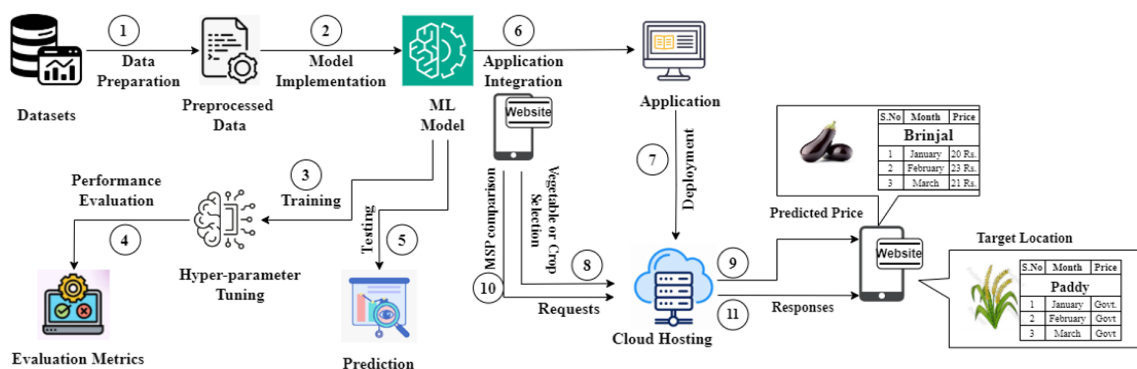 1
Data
Preparation
Datasets
2
Model
Implementation
Preprocessed
Data
ML
Model
6
Application
Integration
Website
Application
7
Deployment
3
Training
Performance
Evaluation
4
Hyper-parameter
Tuning
Evaluation Metrics
Testing
5
Prediction
MSP comparison
10
Vegetable or Crop
Selection
8
Requests
Cloud Hosting
9
11
Responses
Predicted Price
Website
S.No Month Price
Brinjal
1 January 20 Rs.
2 February 23 Rs.
3 March 21 Rs.
Target Location
S.No Month Price
Paddy
1 January Govt.
2 February Govt.
3 March Govt